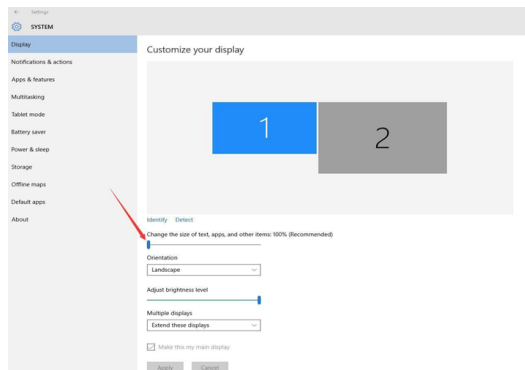 Settings
SYSTEM
Display
Notifications & actions
Apps & features
Multitasking
Tablet mode
Battery saver
Power & sleep
Storage
Offline maps
Default apps
About
Customize your display
1
2
Identify Detect
Change the size of text, apps, and other items: 100% (Recommended)
Orientation
Landscape
Adjust brightness level
Multiple displays
Extend these displays
Make this my main display
Apply Cancel